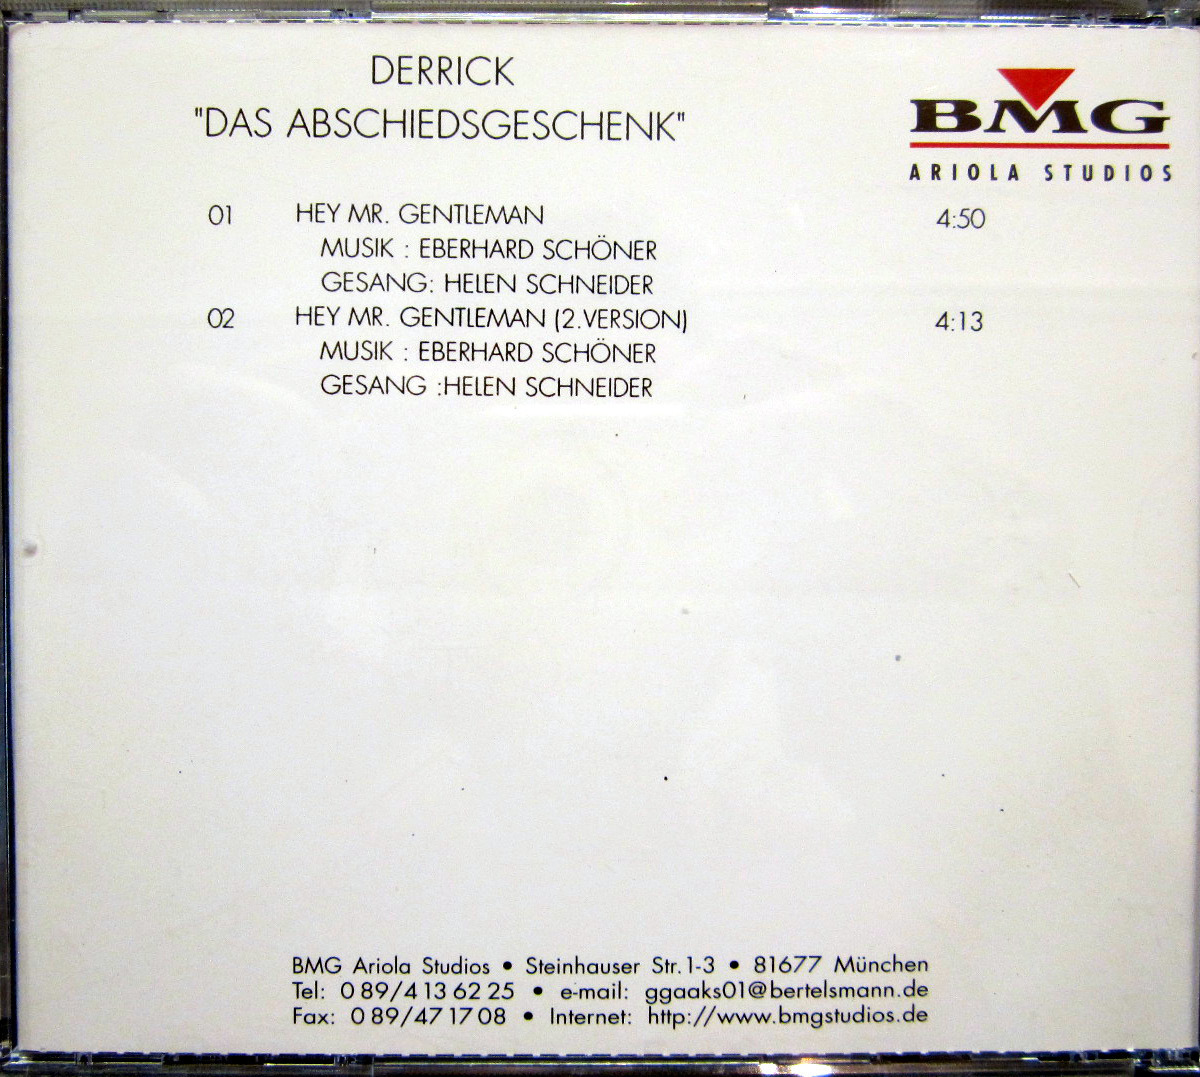 DERRICK
"DAS ABSCHIEDSGESCHENK"
BMG
ARIOLA STUDIOS
01 HEY MR. GENTLEMAN 4:50
MUSIK : EBERHARD SCHÖNER
GESANG: HELEN SCHNEIDER
02 HEY MR. GENTLEMAN (2.VERSION) 4:13
MUSIK : EBERHARD SCHÖNER
GESANG :HELEN SCHNEIDER
BMG Ariola Studios • Steinhauser Str. 1-3 • 81677 München
Tel: 0 89/4 13 62 25 • e-mail: ggaaks01@bertelsmann.de
Fax: 0 89/47 17 08 • Internet: http://www.bmgstudios.de